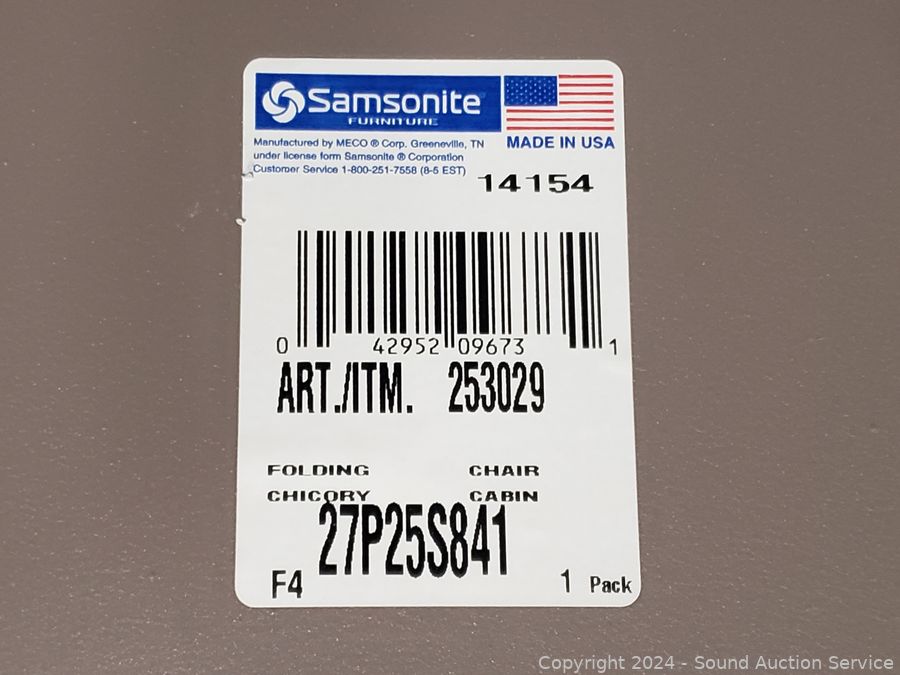 Samsonite
FURNITURE
Manufactured by MECO ® Corp. Greeneville, TN
under license form Samsonite ® Corporation
Customer Service 1-800-251-7558 (8-5 EST)
MADE IN USA
14154
0 42952 09673 1
ART./ITM. 253029
FOLDING CHAIR
CHICORY CABIN
27P25S841
F4 1 Pack
Copyright 2024 - Sound Auction Service